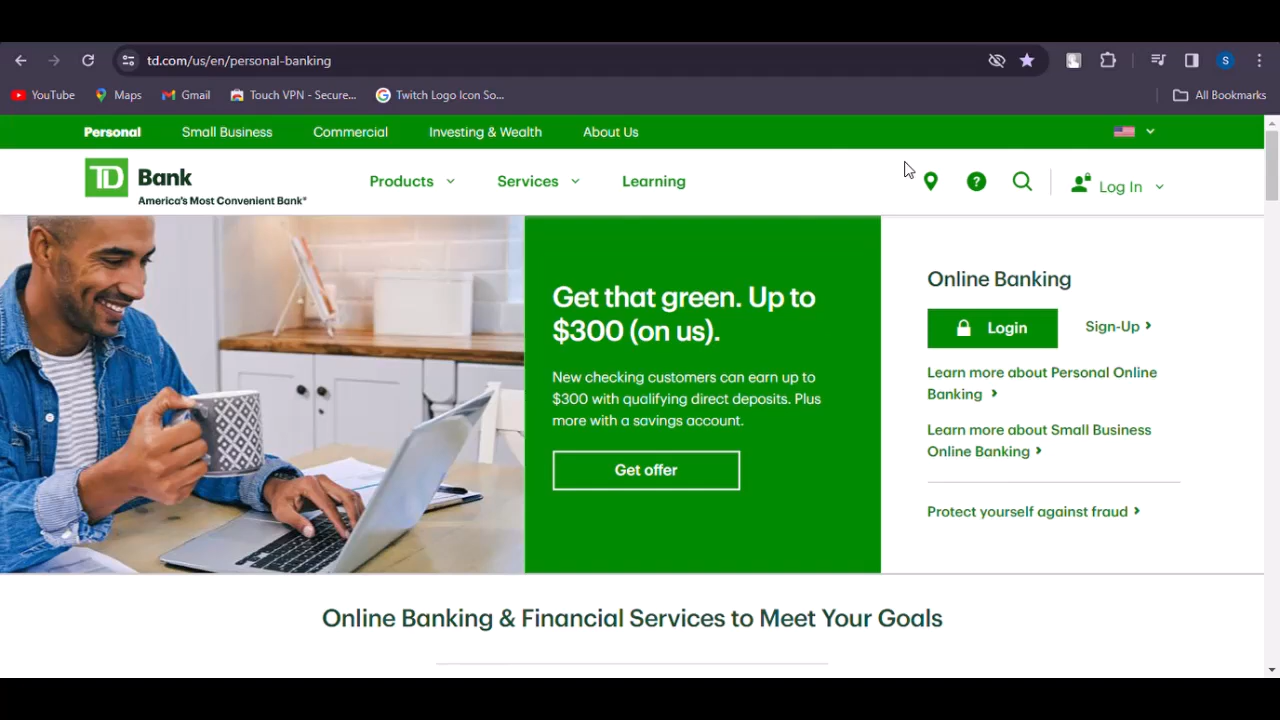 td.com/us/en/personal-banking
S
YouTube Maps Gmail Touch VPN - Secure... Twitch Logo Icon So... All Bookmarks
Personal Small Business Commercial Investing & Wealth About Us
TD Bank
America's Most Convenient Bank®
Products Services Learning ? Log In
Get that green. Up to
$300 (on us).
New checking customers can earn up to
$300 with qualifying direct deposits. Plus
more with a savings account.
Get offer
Online Banking
Login Sign-Up
Learn more about Personal Online
Banking
Learn more about Small Business
Online Banking
Protect yourself against fraud
Online Banking & Financial Services to Meet Your Goals